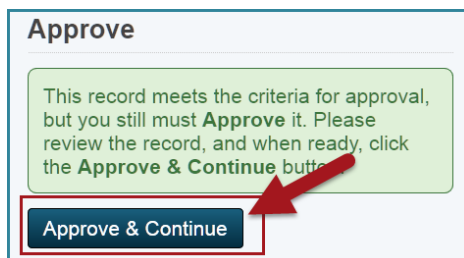 Approve
This record meets the criteria for approval,
but you still must Approve it. Please
review the record, and when ready, click
the Approve & Continue button
Approve & Continue